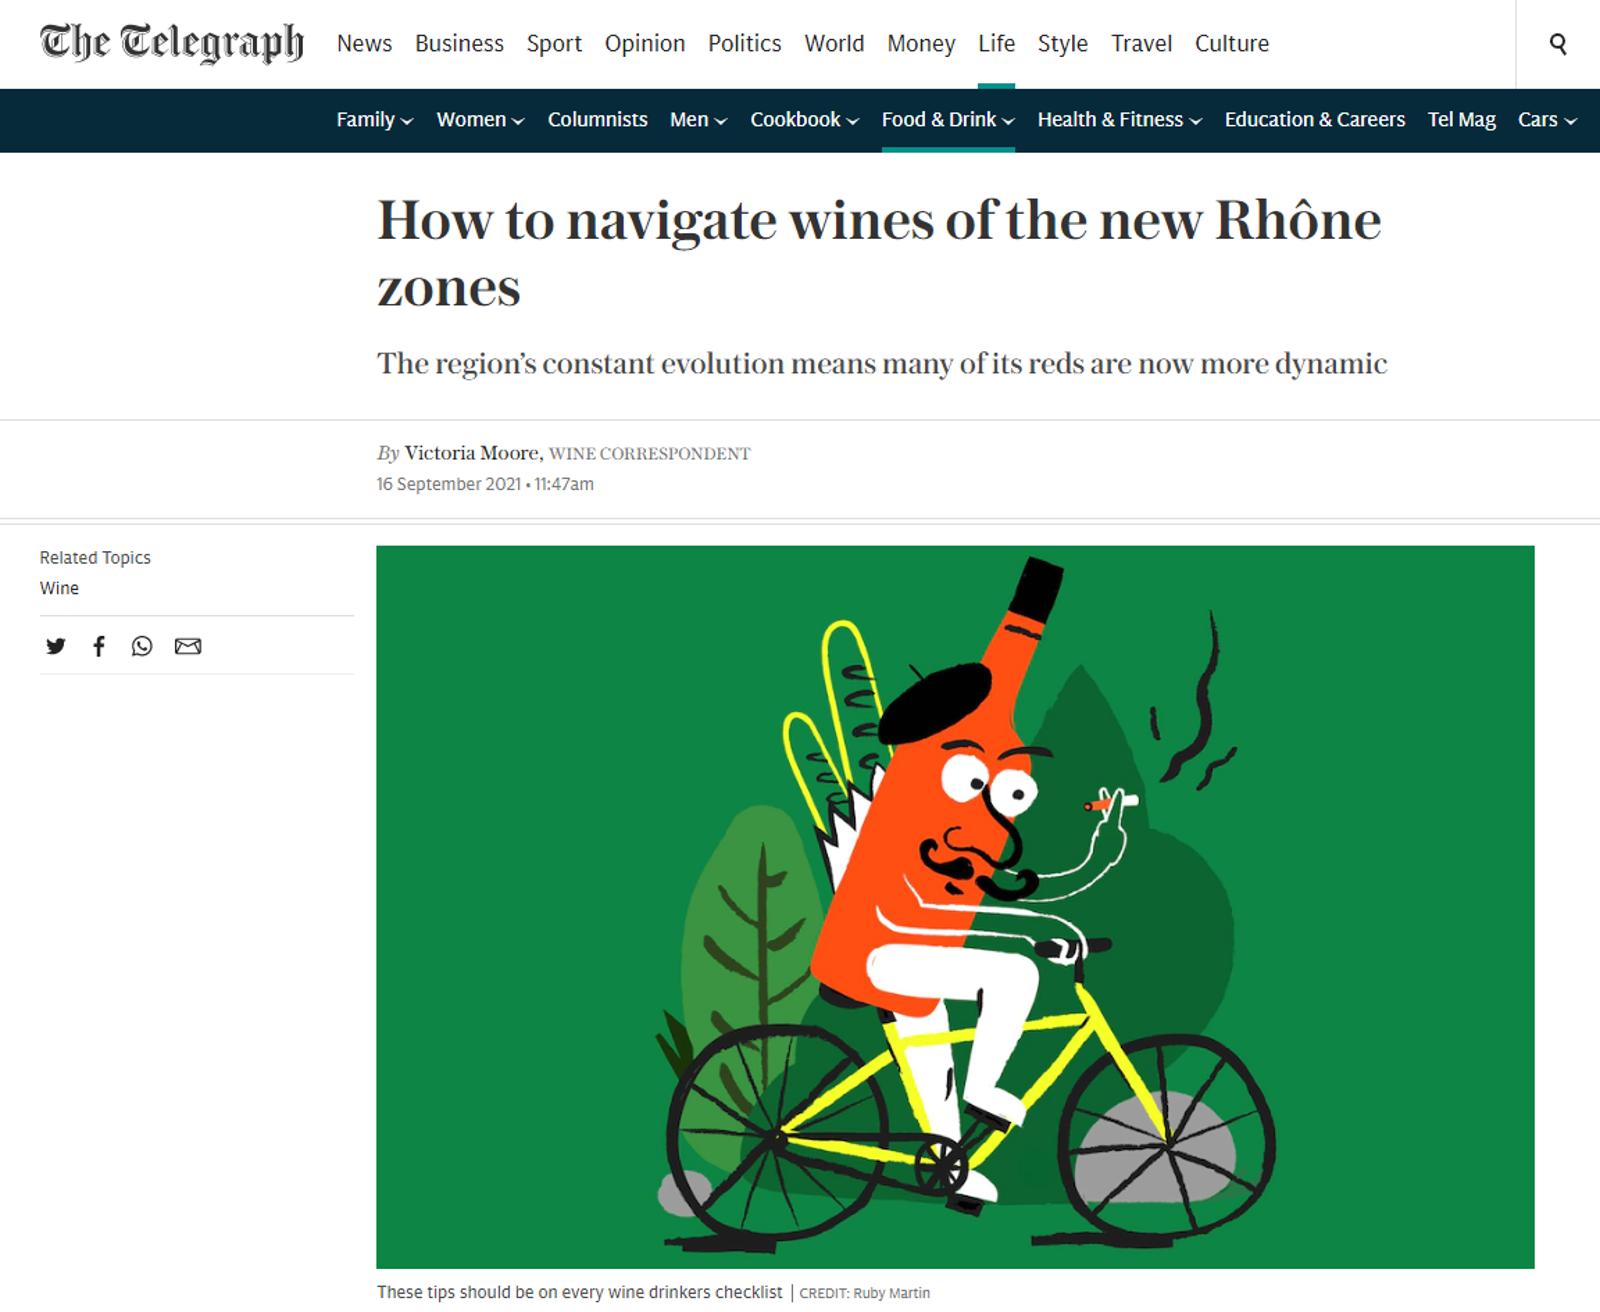 The Telegraph
News Business Sport Opinion Politics World Money Life Style Travel Culture
Family Women Columnists Men Cookbook Food & Drink Health & Fitness Education & Careers Tel Mag Cars
How to navigate wines of the new Rhône
zones
The region’s constant evolution means many of its reds are now more dynamic
By Victoria Moore, WINE CORRESPONDENT
16 September 2021 • 11:47am
Related Topics
Wine
These tips should be on every wine drinkers checklist | CREDIT: Ruby Martin